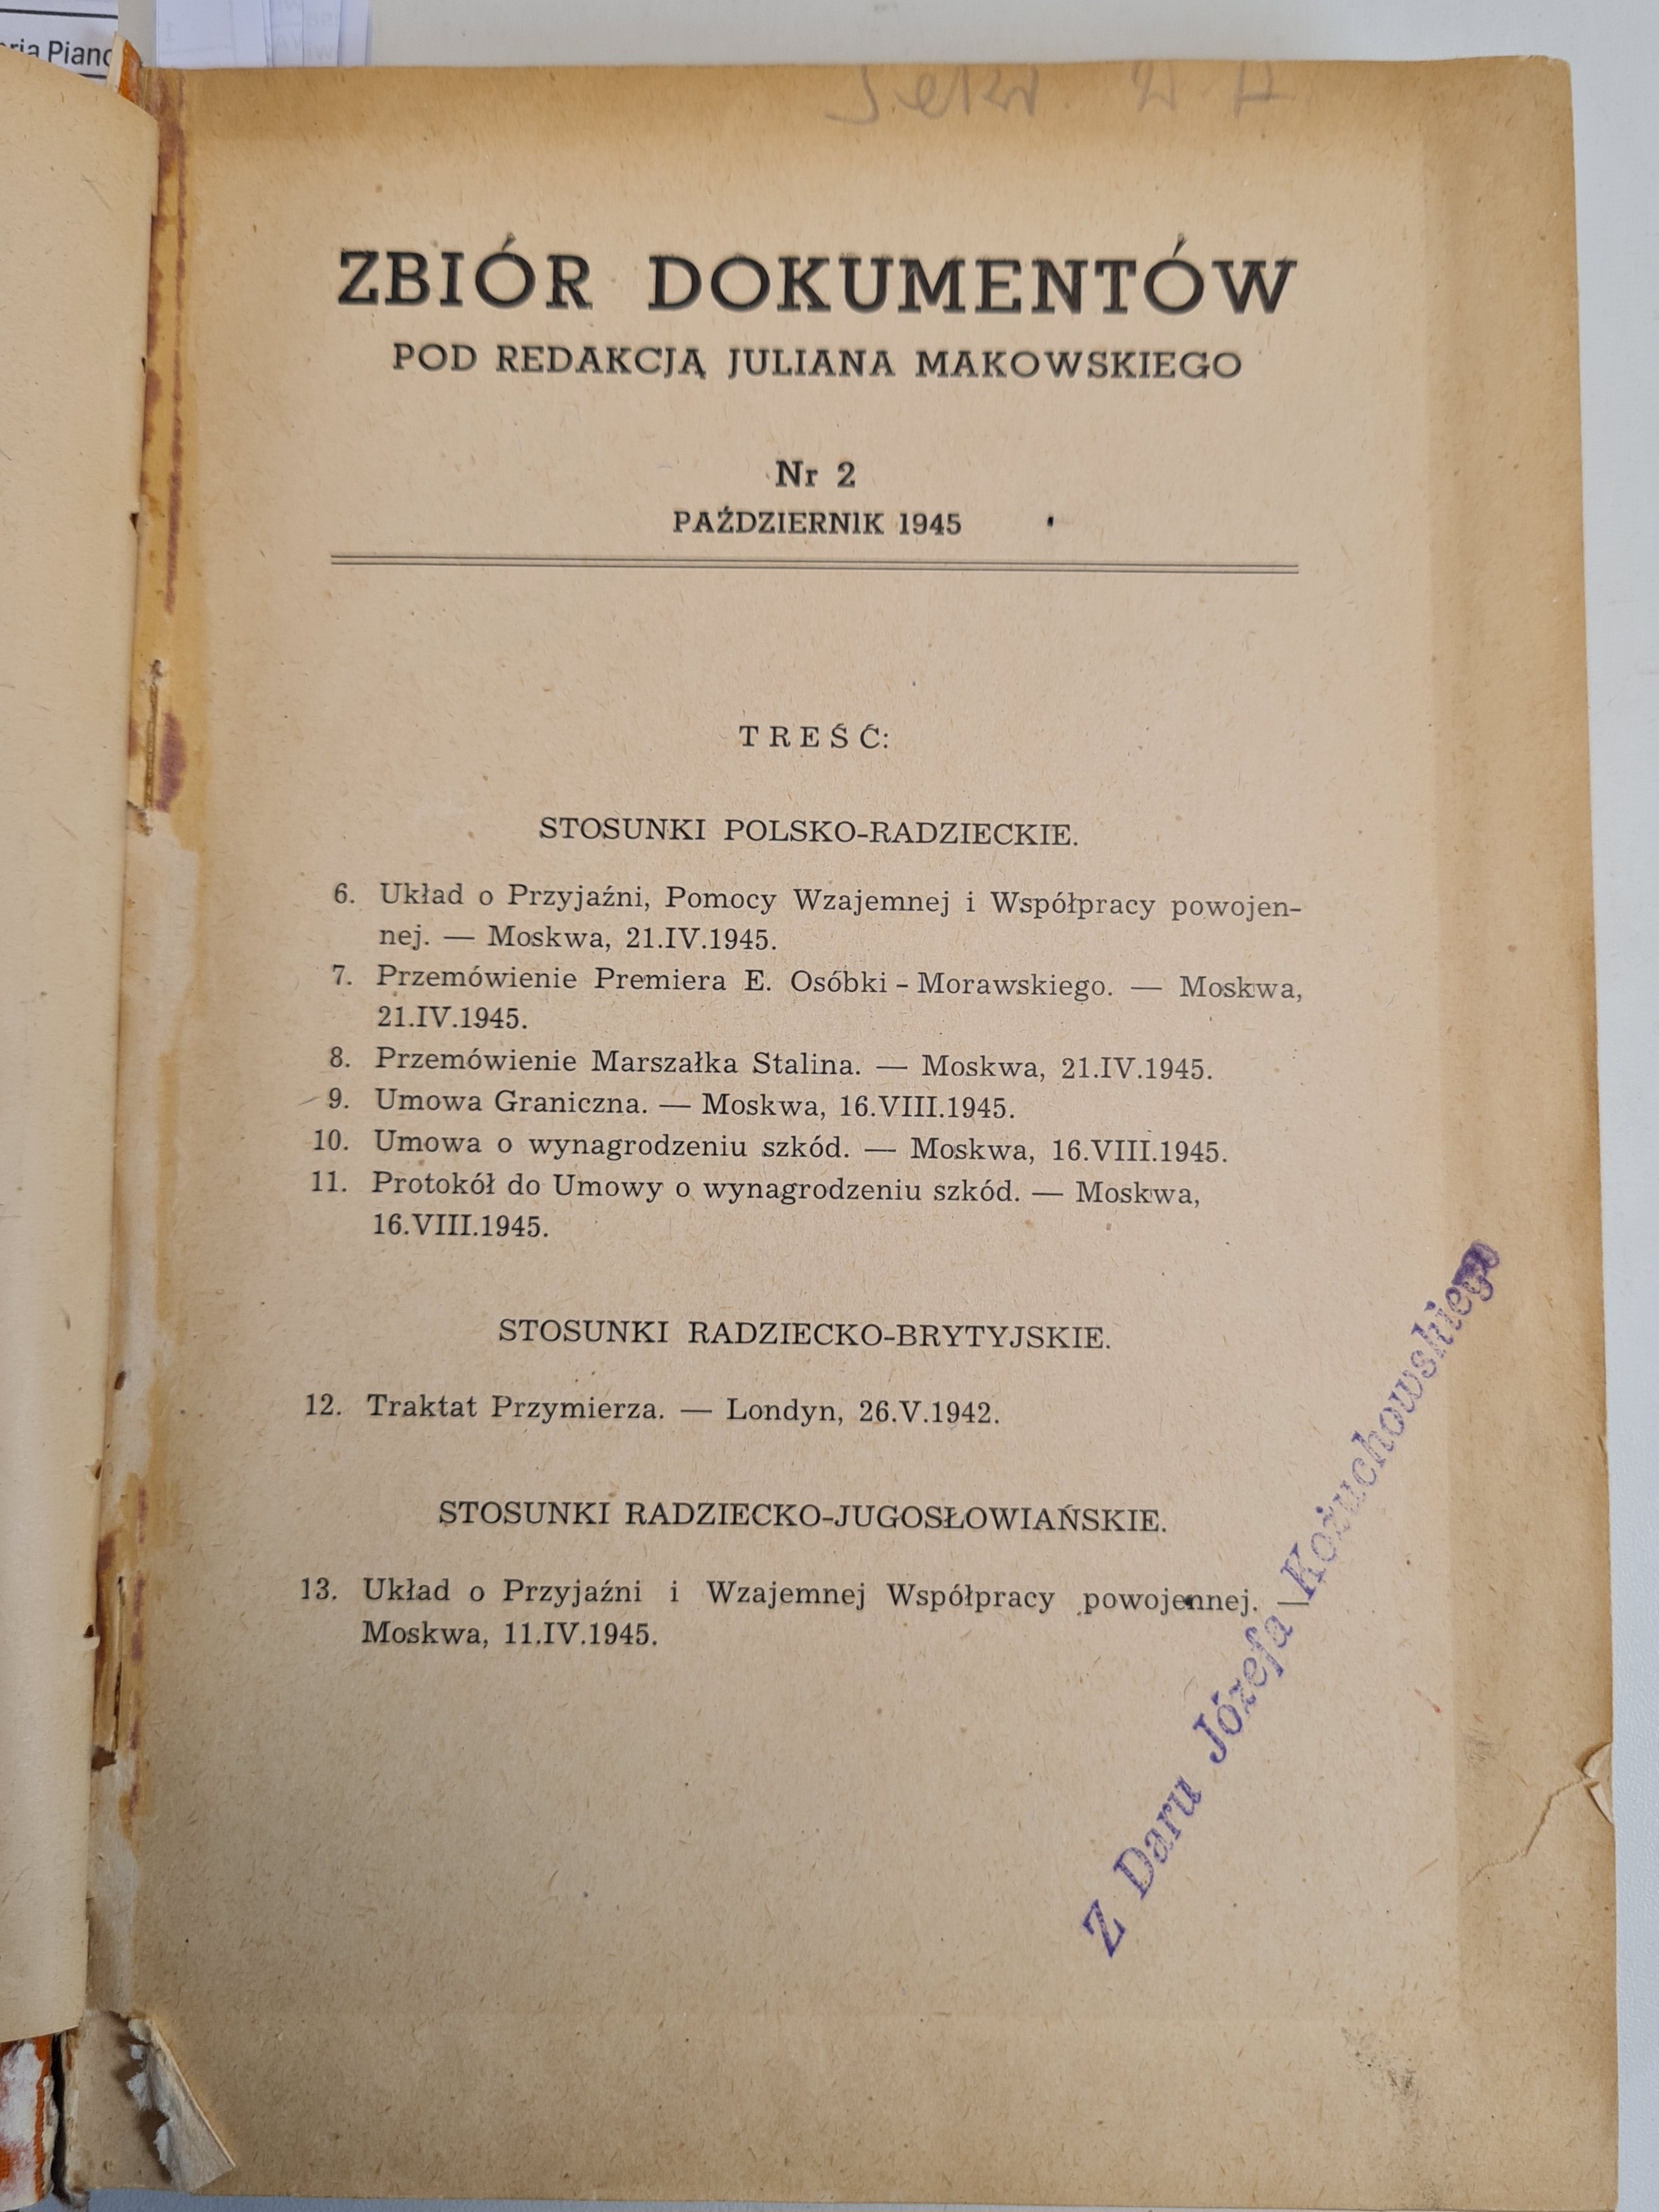 ZBIÓR DOKUMENTÓW
POD REDAKCJĄ JULIANA MAKOWSKIEGO
Nr 2
PAŹDZIERNIK 1945
TREŚĆ:
STOSUNKI POLSKO-RADZIECKIE.
6. Układ o Przyjaźni, Pomocy Wzajemnej i Współpracy powojen-
nej. — Moskwa, 21.IV.1945.
7. Przemówienie Premiera E. Osóbki - Morawskiego. — Moskwa,
21.IV.1945.
8. Przemówienie Marszałka Stalina. — Moskwa, 21.IV.1945.
9. Umowa Graniczna. — Moskwa, 16.VIII.1945.
10. Umowa o wynagrodzeniu szkód. — Moskwa, 16.VIII.1945.
11. Protokół do Umowy o wynagrodzeniu szkód. — Moskwa,
16.VIII.1945.
STOSUNKI RADZIECKO-BRYTYJSKIE.
12. Traktat Przymierza. — Londyn, 26.V.1942.
STOSUNKI RADZIECKO-JUGOSŁOWIAŃSKIE.
13. Układ o Przyjaźni i Wzajemnej Współpracy powojennej. —
Moskwa, 11.IV.1945.
Z Daru Józefa Kożuchowskiego